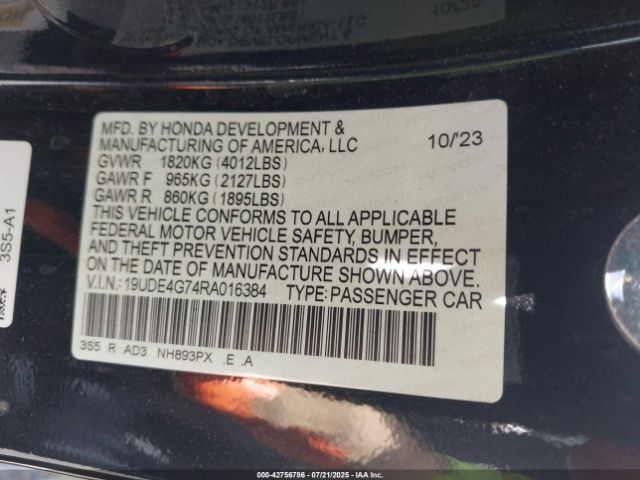 MFD. BY HONDA DEVELOPMENT &
MANUFACTURING OF AMERICA, LLC 10/'23
GVWR 1820KG (4012LBS)
GAWR F 965KG (2127LBS)
GAWR R 860KG (1895LBS)
THIS VEHICLE CONFORMS TO ALL APPLICABLE
FEDERAL MOTOR VEHICLE SAFETY, BUMPER,
AND THEFT PREVENTION STANDARDS IN EFFECT
ON THE DATE OF MANUFACTURE SHOWN ABOVE.
V.I.N.: 19UDE4G74RA016384 TYPE: PASSENGER CAR
3S5 R AD3 NH893PX .E .A
3S5-A1
000-42756786 - 07/21/2025 - IAAI.com